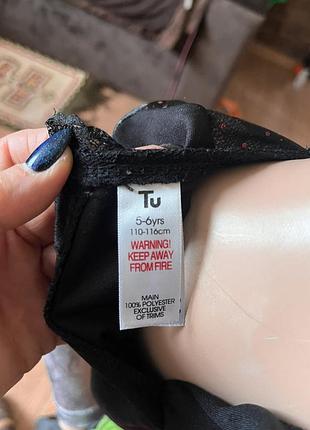 Tu
5-6yrs
110-116cm
WARNING!
KEEP AWAY
FROM FIRE
MAIN
100% POLYESTER
EXCLUSIVE
OF TRIMS